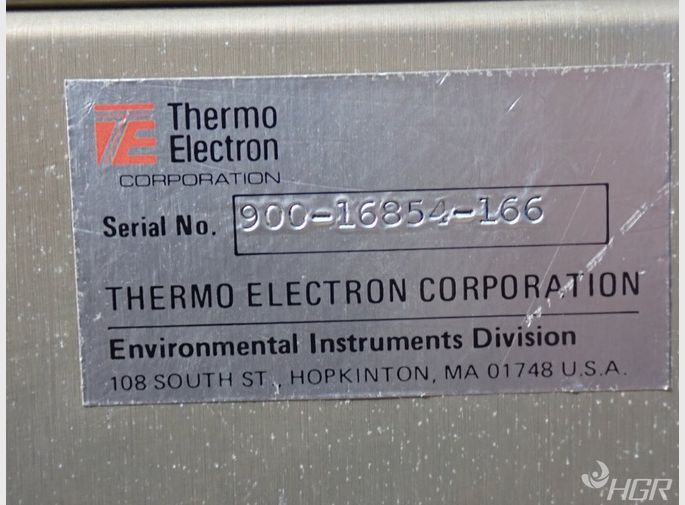 TE Thermo
Electron
CORPORATION
Serial No. 900-16854-166
THERMO ELECTRON CORPORATION
Environmental Instruments Division
108 SOUTH ST., HOPKINTON, MA 01748 U.S.A.
HGR